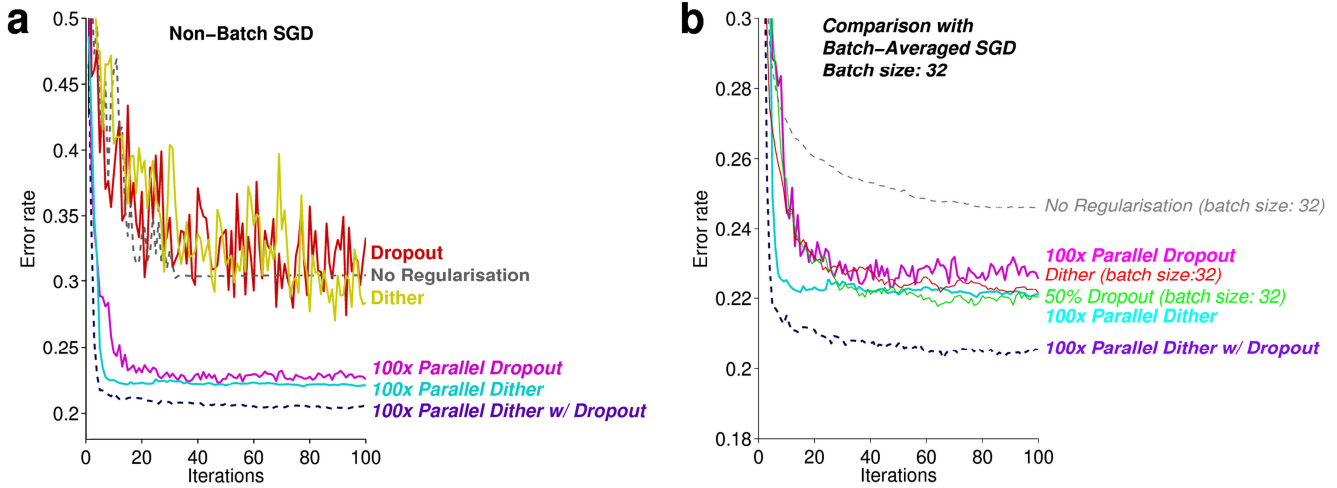 a
Non–Batch SGD
0.5
0.45
0.4
0.35
0.3
0.25
0.2
Error rate
0
20
40
60
80
100
Iterations
Dropout
No Regularisation
Dither
100x Parallel Dropout
100x Parallel Dither
100x Parallel Dither w/ Dropout
b
Comparison with
Batch–Averaged SGD
Batch size: 32
0.3
0.28
0.26
0.24
0.22
0.2
0.18
Error rate
0
20
40
60
80
100
Iterations
No Regularisation (batch size: 32)
100x Parallel Dropout
Dither (batch size:32)
50% Dropout (batch size: 32)
100x Parallel Dither
100x Parallel Dither w/ Dropout